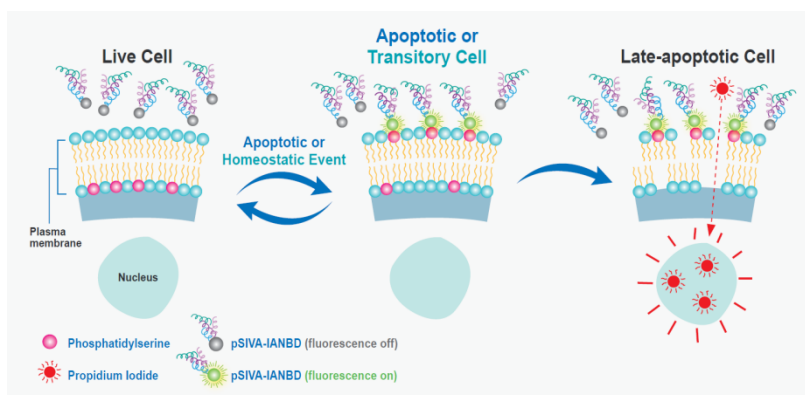 Live Cell
Apoptotic or
Transitory Cell
Late-apoptotic Cell
Apoptotic or
Homeostatic Event
Plasma
membrane
Nucleus
Phosphatidylserine
pSIVA-IANBD (fluorescence off)
Propidium Iodide
pSIVA-IANBD (fluorescence on)